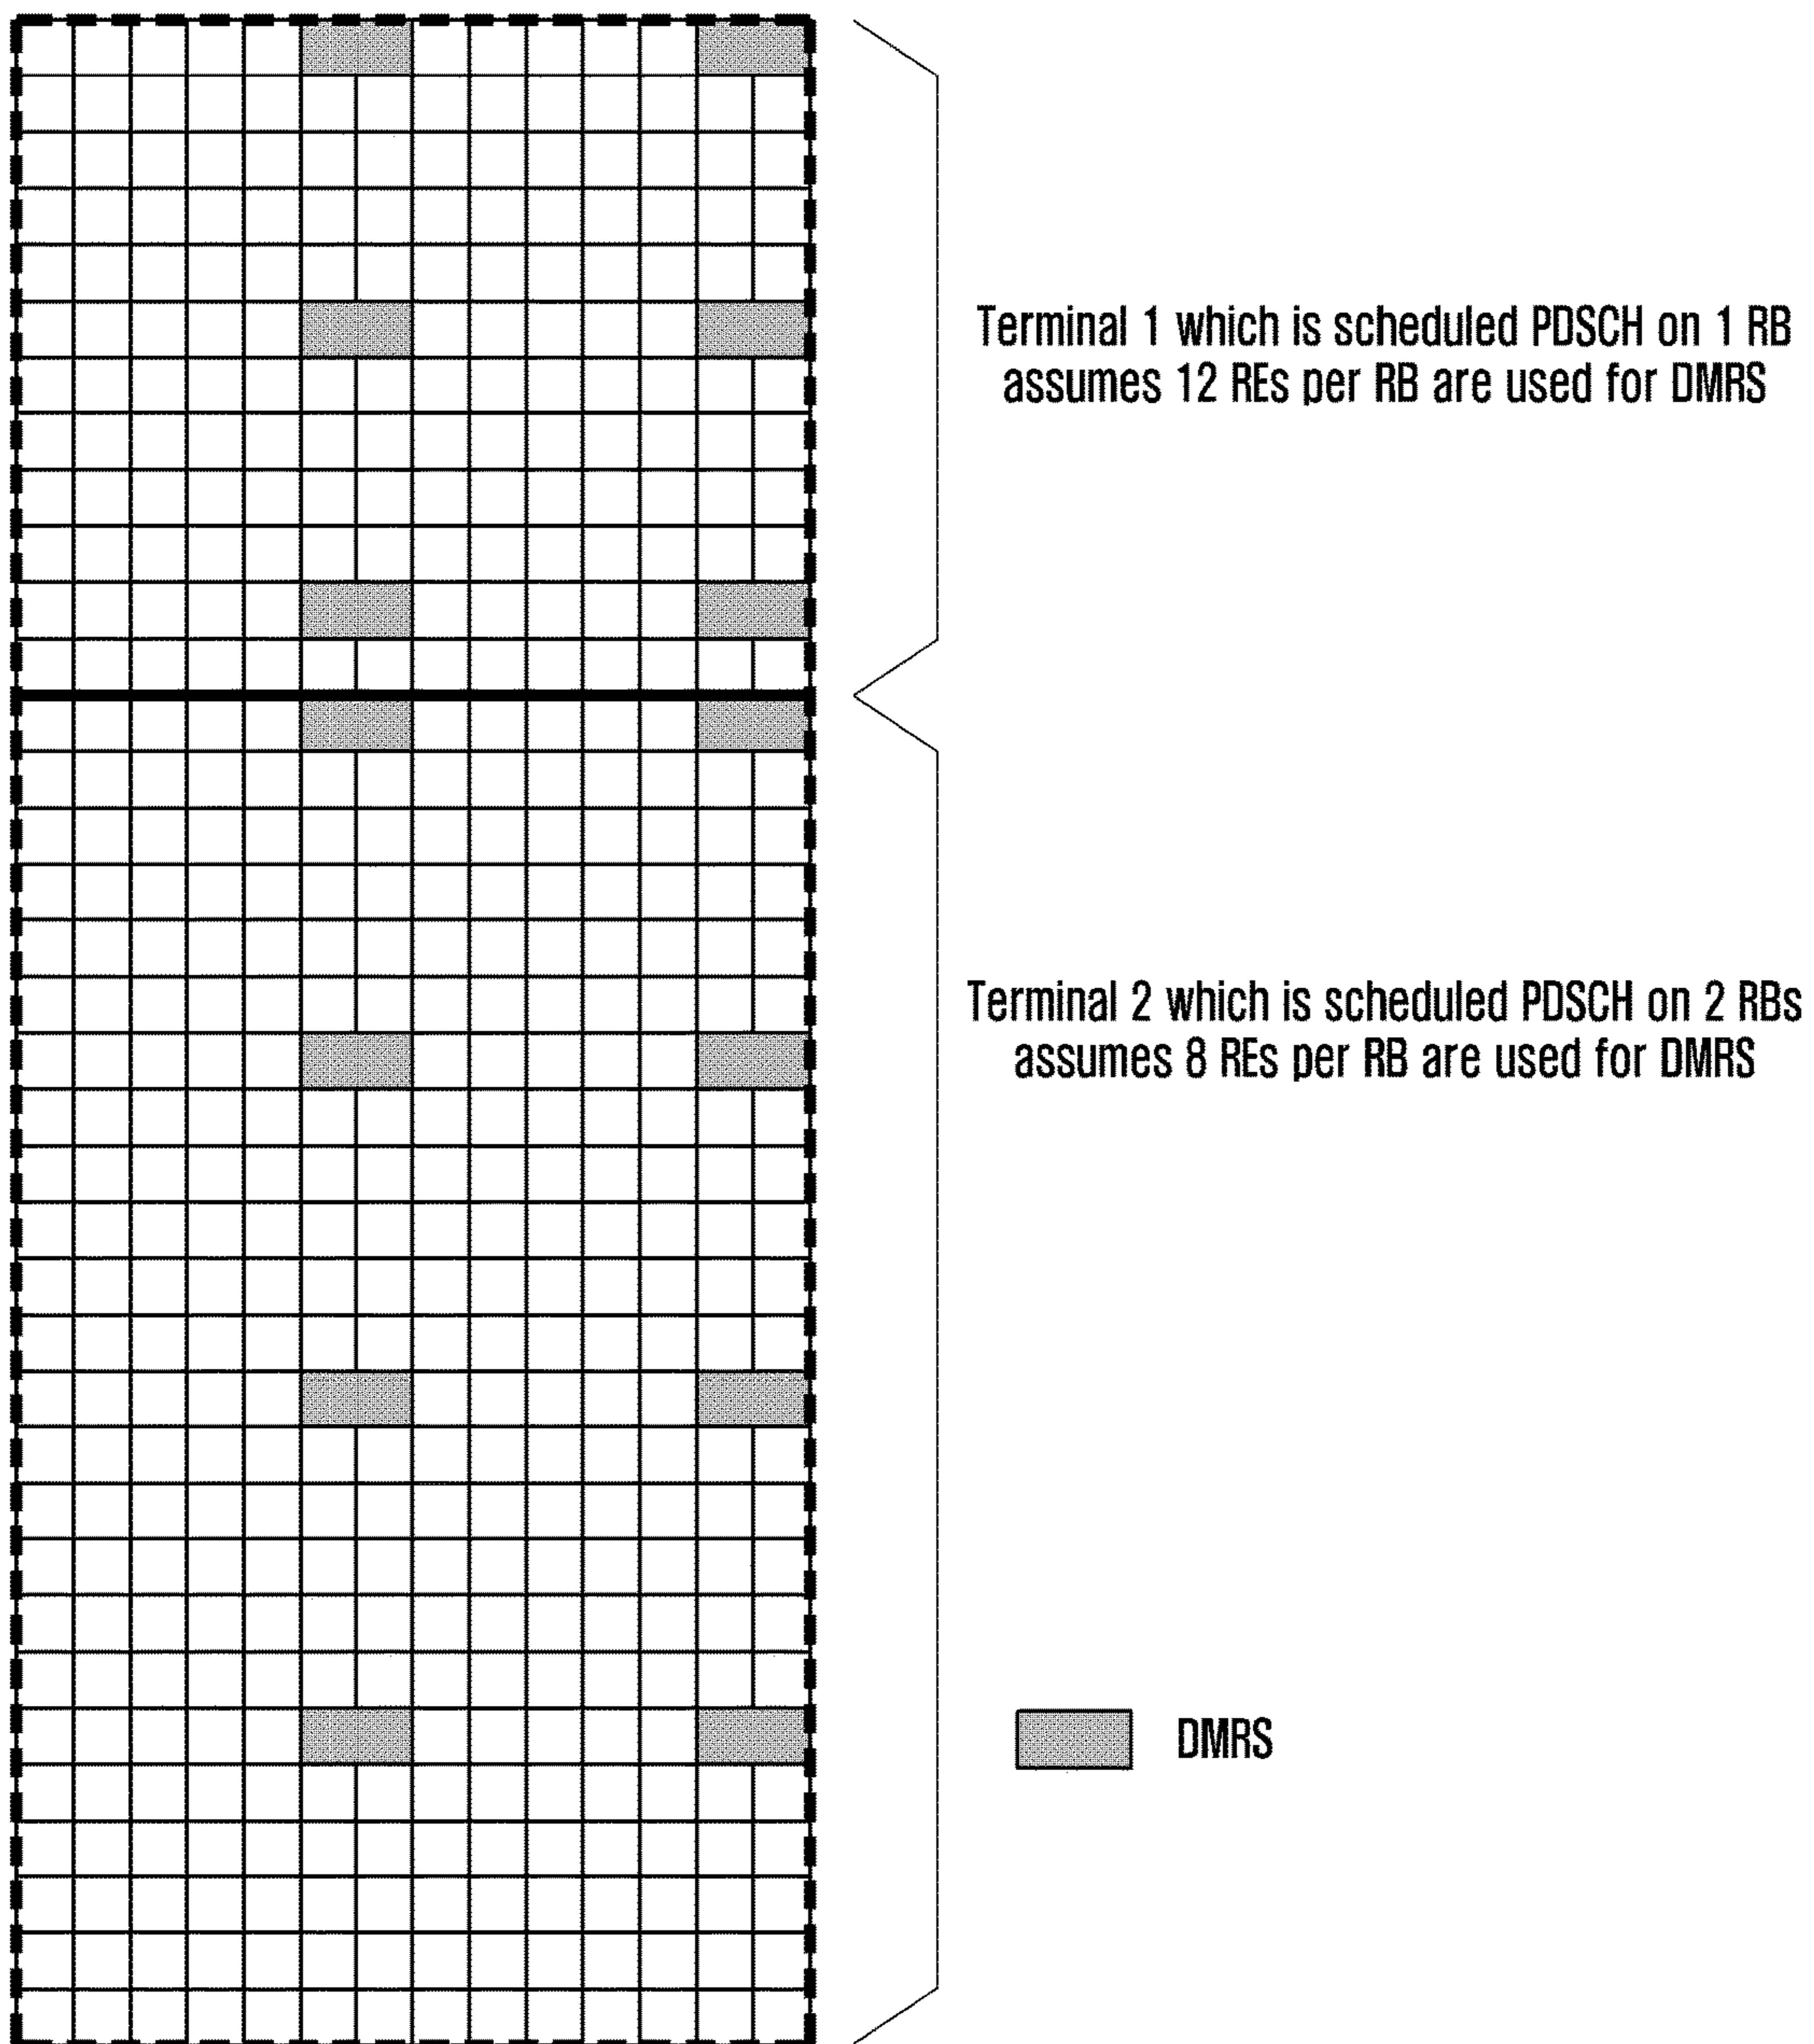 Terminal 1 which is scheduled PDSCH on 1 RB
assumes 12 REs per RB are used for DMRS
Terminal 2 which is scheduled PDSCH on 2 RBs
assumes 8 REs per RB are used for DMRS
DMRS